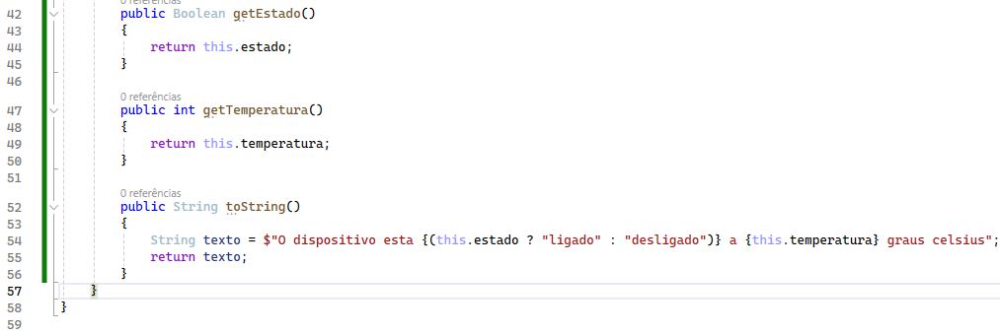 0 referências
42 public Boolean getEstado()
43 {
44 return this.estado;
45 }
46
0 referências
47 public int getTemperatura()
48 {
49 return this.temperatura;
50 }
51
0 referências
52 public String toString()
53 {
54 String texto = $"O dispositivo esta {(this.estado ? "ligado" : "desligado")} a {this.temperatura} graus celsius";
55 return texto;
56 }
57 }
58 }
59